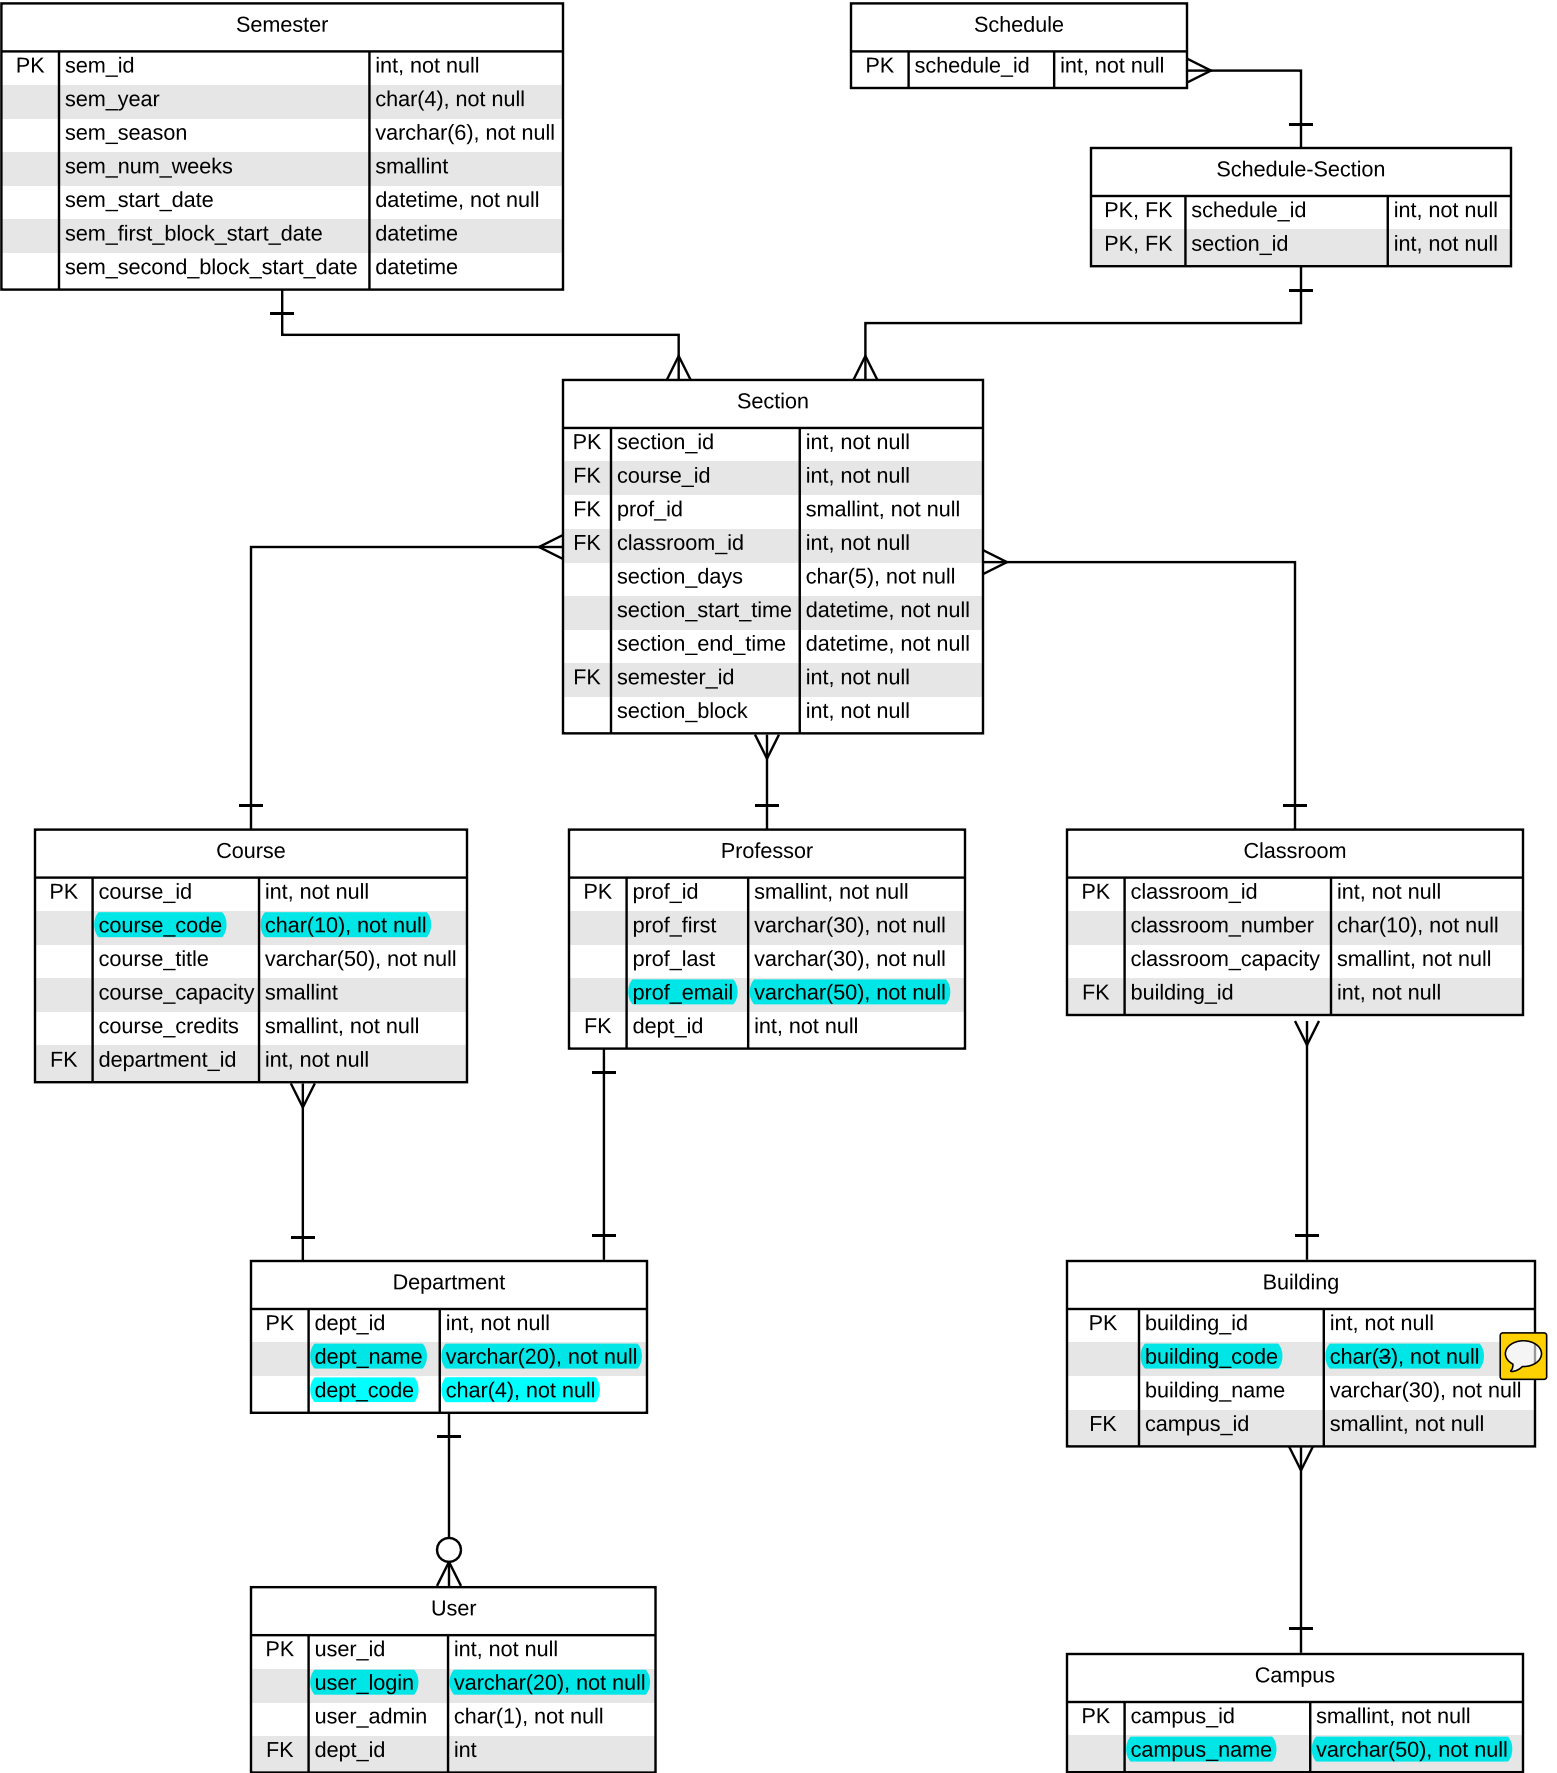 Semester
PK sem_id int, not null
sem_year char(4), not null
sem_season varchar(6), not null
sem_num_weeks smallint
sem_start_date datetime, not null
sem_first_block_start_date datetime
sem_second_block_start_date datetime
Schedule
PK schedule_id int, not null
Schedule-Section
PK, FK schedule_id int, not null
PK, FK section_id int, not null
Section
PK section_id int, not null
FK course_id int, not null
FK prof_id smallint, not null
FK classroom_id int, not null
section_days char(5), not null
section_start_time datetime, not null
section_end_time datetime, not null
FK semester_id int, not null
section_block int, not null
Course
PK course_id int, not null
course_code char(10), not null
course_title varchar(50), not null
course_capacity smallint
course_credits smallint, not null
FK department_id int, not null
Professor
PK prof_id smallint, not null
prof_first varchar(30), not null
prof_last varchar(30), not null
prof_email varchar(50), not null
FK dept_id int, not null
Classroom
PK classroom_id int, not null
classroom_number char(10), not null
classroom_capacity smallint, not null
FK building_id int, not null
Department
PK dept_id int, not null
dept_name varchar(20), not null
dept_code char(4), not null
Building
PK building_id int, not null
building_code char(3), not null
building_name varchar(30), not null
FK campus_id smallint, not null
User
PK user_id int, not null
user_login varchar(20), not null
user_admin char(1), not null
FK dept_id int
Campus
PK campus_id smallint, not null
campus_name varchar(50), not null